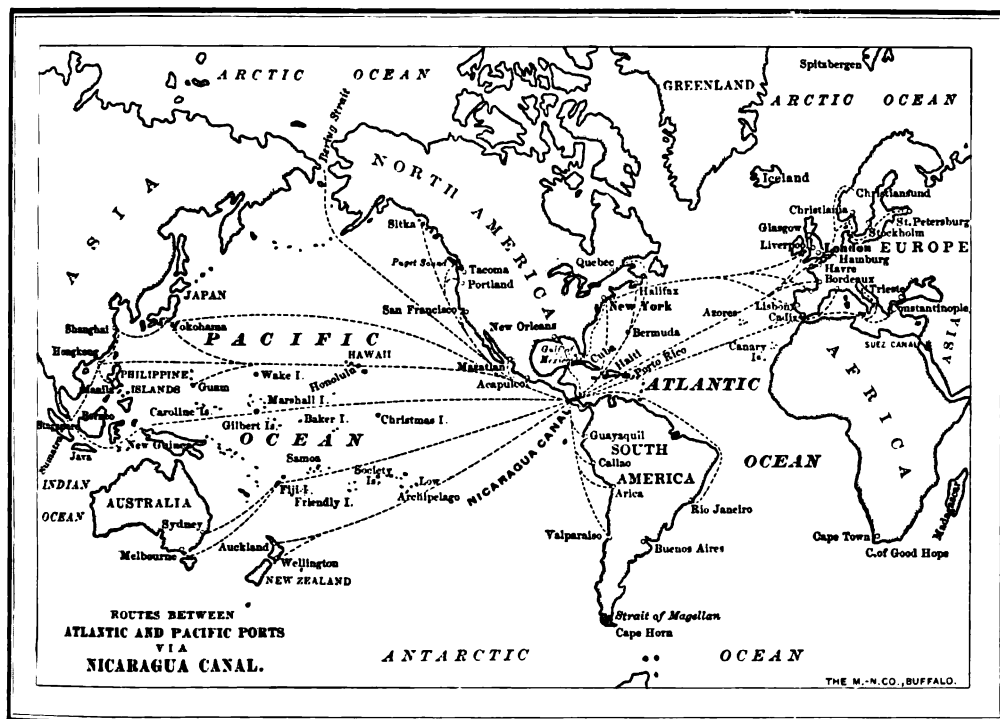 ARCTIC OCEAN
Spitzbergen
GREENLAND
ARCTIC OCEAN
Bering Strait
NORTH AMERICA
Iceland
ASIA
Christiansund
Christiania
St. Petersburg
Stockholm
Sitka
Glasgow
Liverpool
London
EUROPE
Hamburg
Puget Sound
Tacoma
Portland
Quebec
Havre
Bordeaux
Halifax
Trieste
JAPAN
San Francisco
New York
Azores
Lisbon
Cadiz
Constantinople
Shanghai
Yokohama
New Orleans
Bermuda
PACIFIC
Gulf
Mexico
Cuba
Haiti
Porto Rico
Canary
Is.
SUEZ CANAL
ASIA
Hongkong
HAWAII
Honolulu
Mazatlan
Acapulco
PHILIPPINE
ISLANDS
Manila
Guam
Wake I.
ATLANTIC
AFRICA
Marshall I.
Caroline Is.
Gilbert Is.
Baker I.
Christmas I.
Singapore
Borneo
Sumatra
Java
New Guinea
OCEAN
NICARAGUA CANAL
Guayaquil
SOUTH
AMERICA
Callao
Arica
OCEAN
Samoa
Society
Is.
Low
Archipelago
Fiji I.
Friendly I.
INDIAN
OCEAN
AUSTRALIA
Sydney
Melbourne
Auckland
Wellington
NEW ZEALAND
Rio Janeiro
Valparaiso
Buenos Aires
Cape Town
C. of Good Hope
Madagascar
Strait of Magellan
Cape Horn
ROUTES BETWEEN
ATLANTIC AND PACIFIC PORTS
VIA
NICARAGUA CANAL.
ANTARCTIC OCEAN
THE M.-N. CO., BUFFALO.